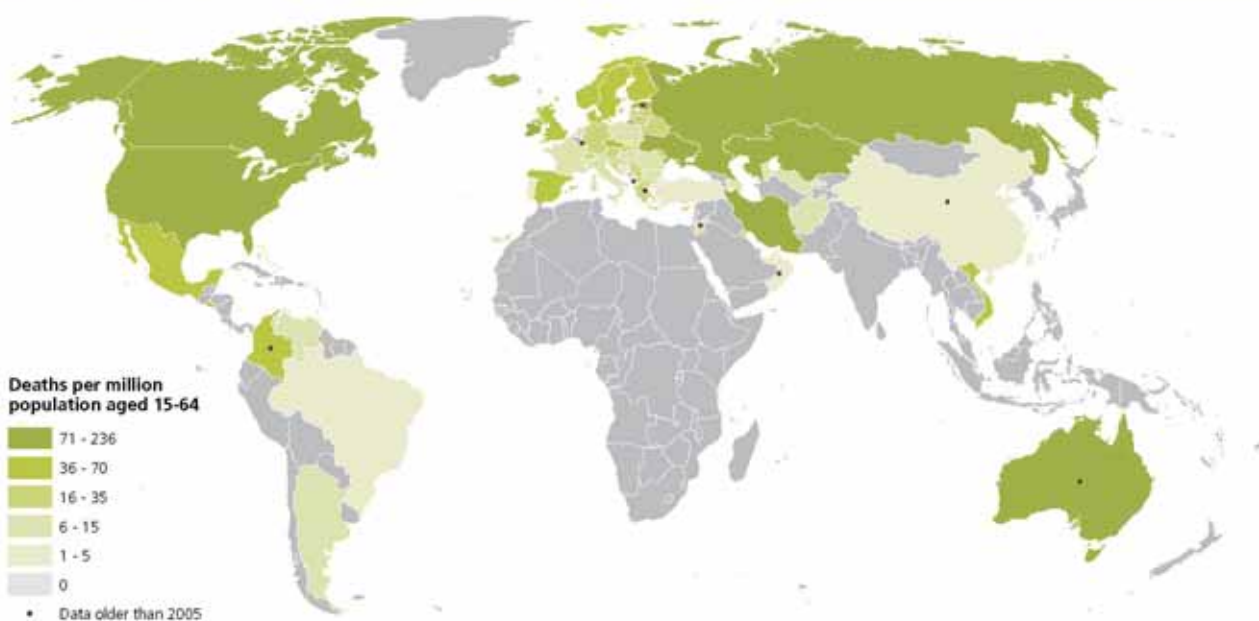 Deaths per million
population aged 15-64
71 - 236
36 - 70
16 - 35
6 - 15
1 - 5
0
Data older than 2005